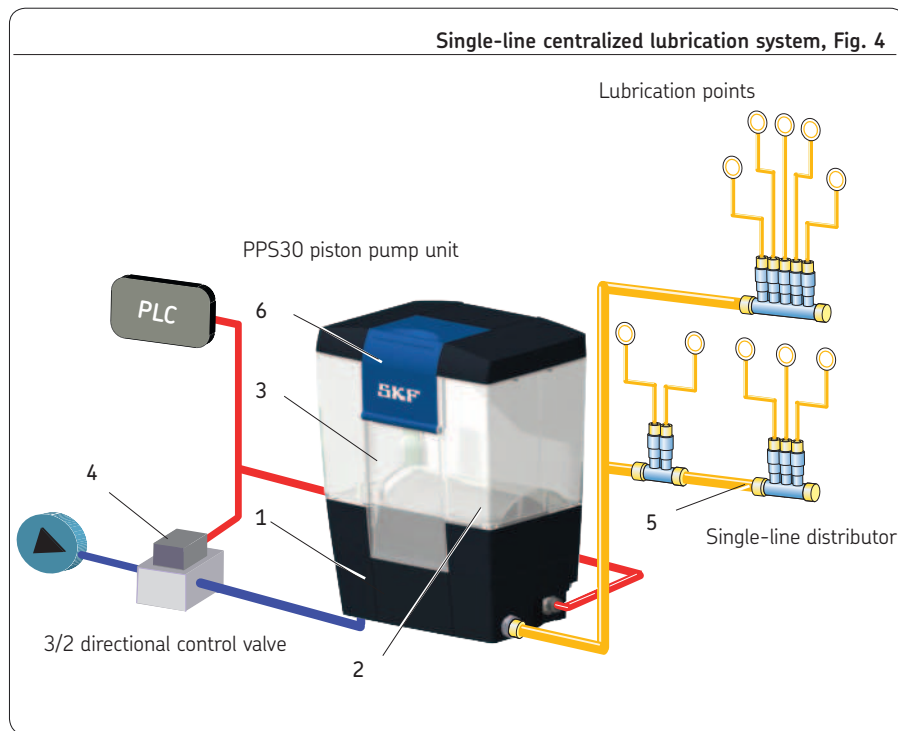 Single-line centralized lubrication system, Fig. 4
Lubrication points
PPS30 piston pump unit
PLC
6
SKF
3
4
1
5
Single-line distributor
3/2 directional control valve
2